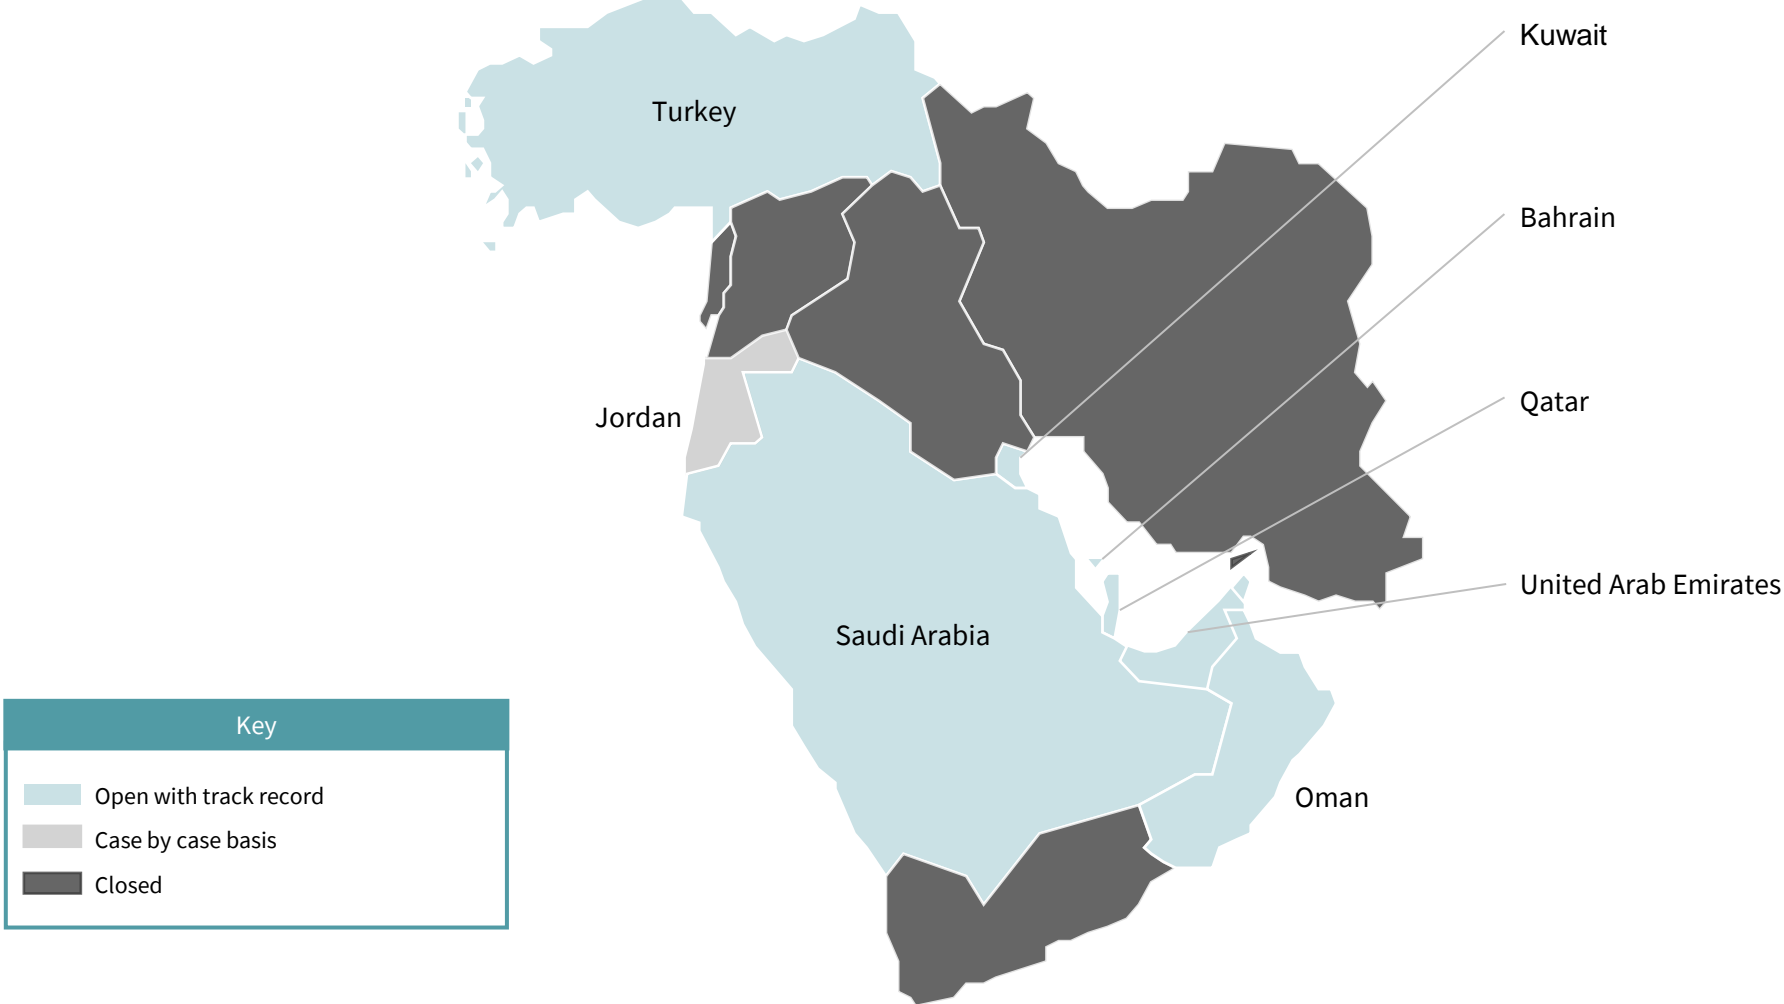 Kuwait
Turkey
Bahrain
Qatar
Jordan
United Arab Emirates
Saudi Arabia
Key
Open with track record
Oman
Case by case basis
Closed